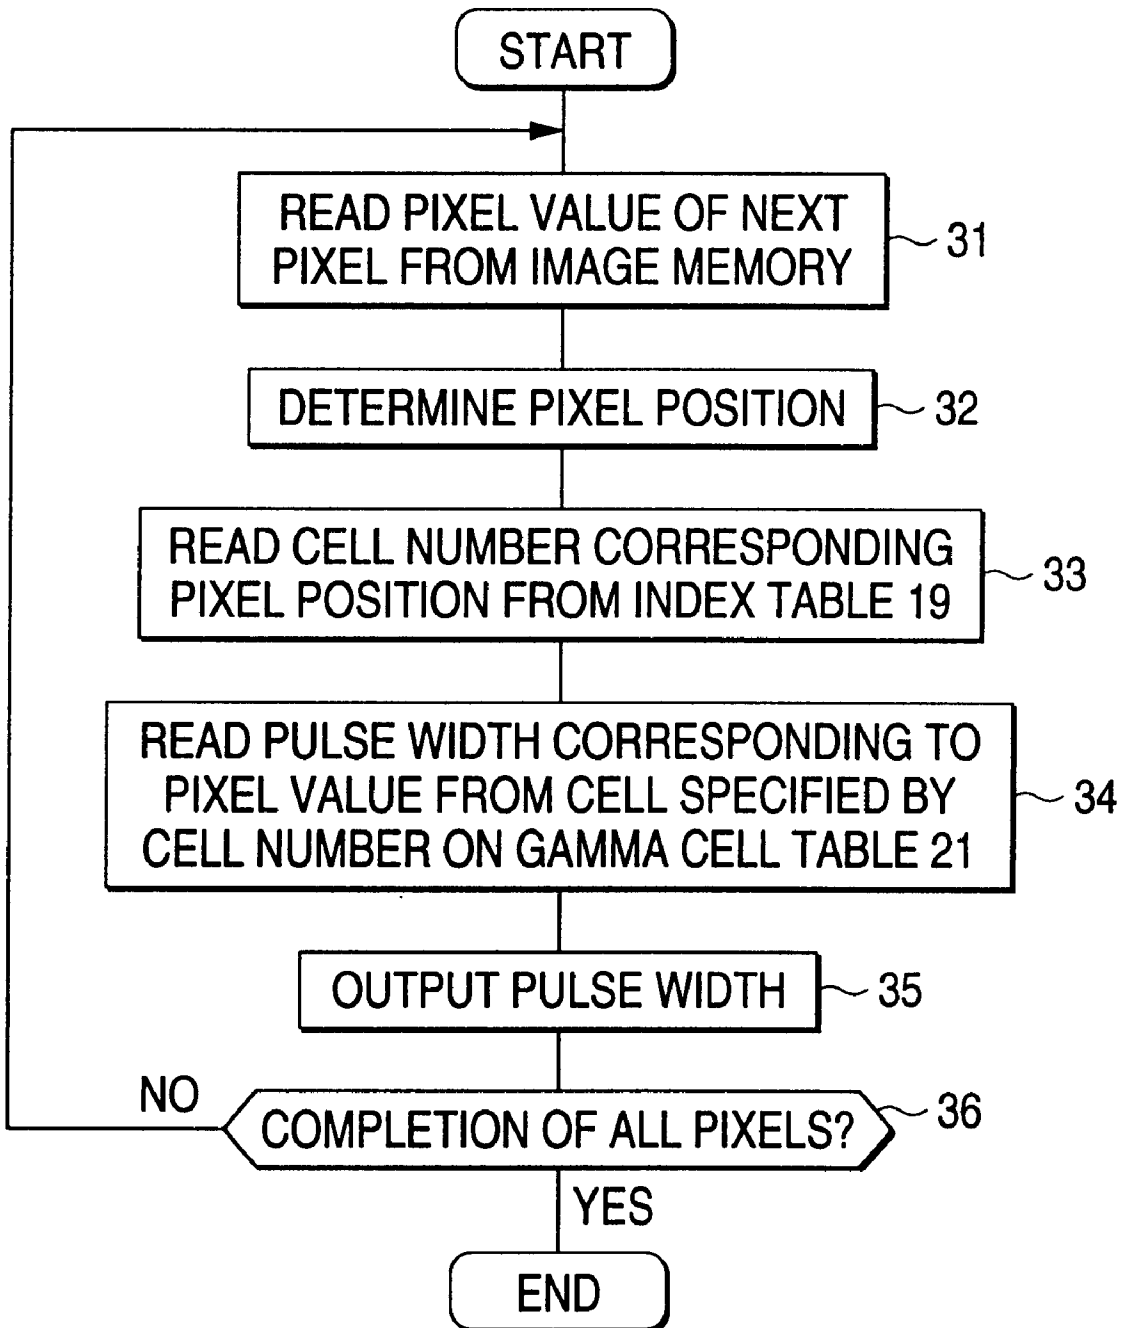 START
READ PIXEL VALUE OF NEXT
PIXEL FROM IMAGE MEMORY
31
DETERMINE PIXEL POSITION
32
READ CELL NUMBER CORRESPONDING
PIXEL POSITION FROM INDEX TABLE 19
33
READ PULSE WIDTH CORRESPONDING TO
PIXEL VALUE FROM CELL SPECIFIED BY
CELL NUMBER ON GAMMA CELL TABLE 21
34
OUTPUT PULSE WIDTH
35
NO
COMPLETION OF ALL PIXELS?
36
YES
END